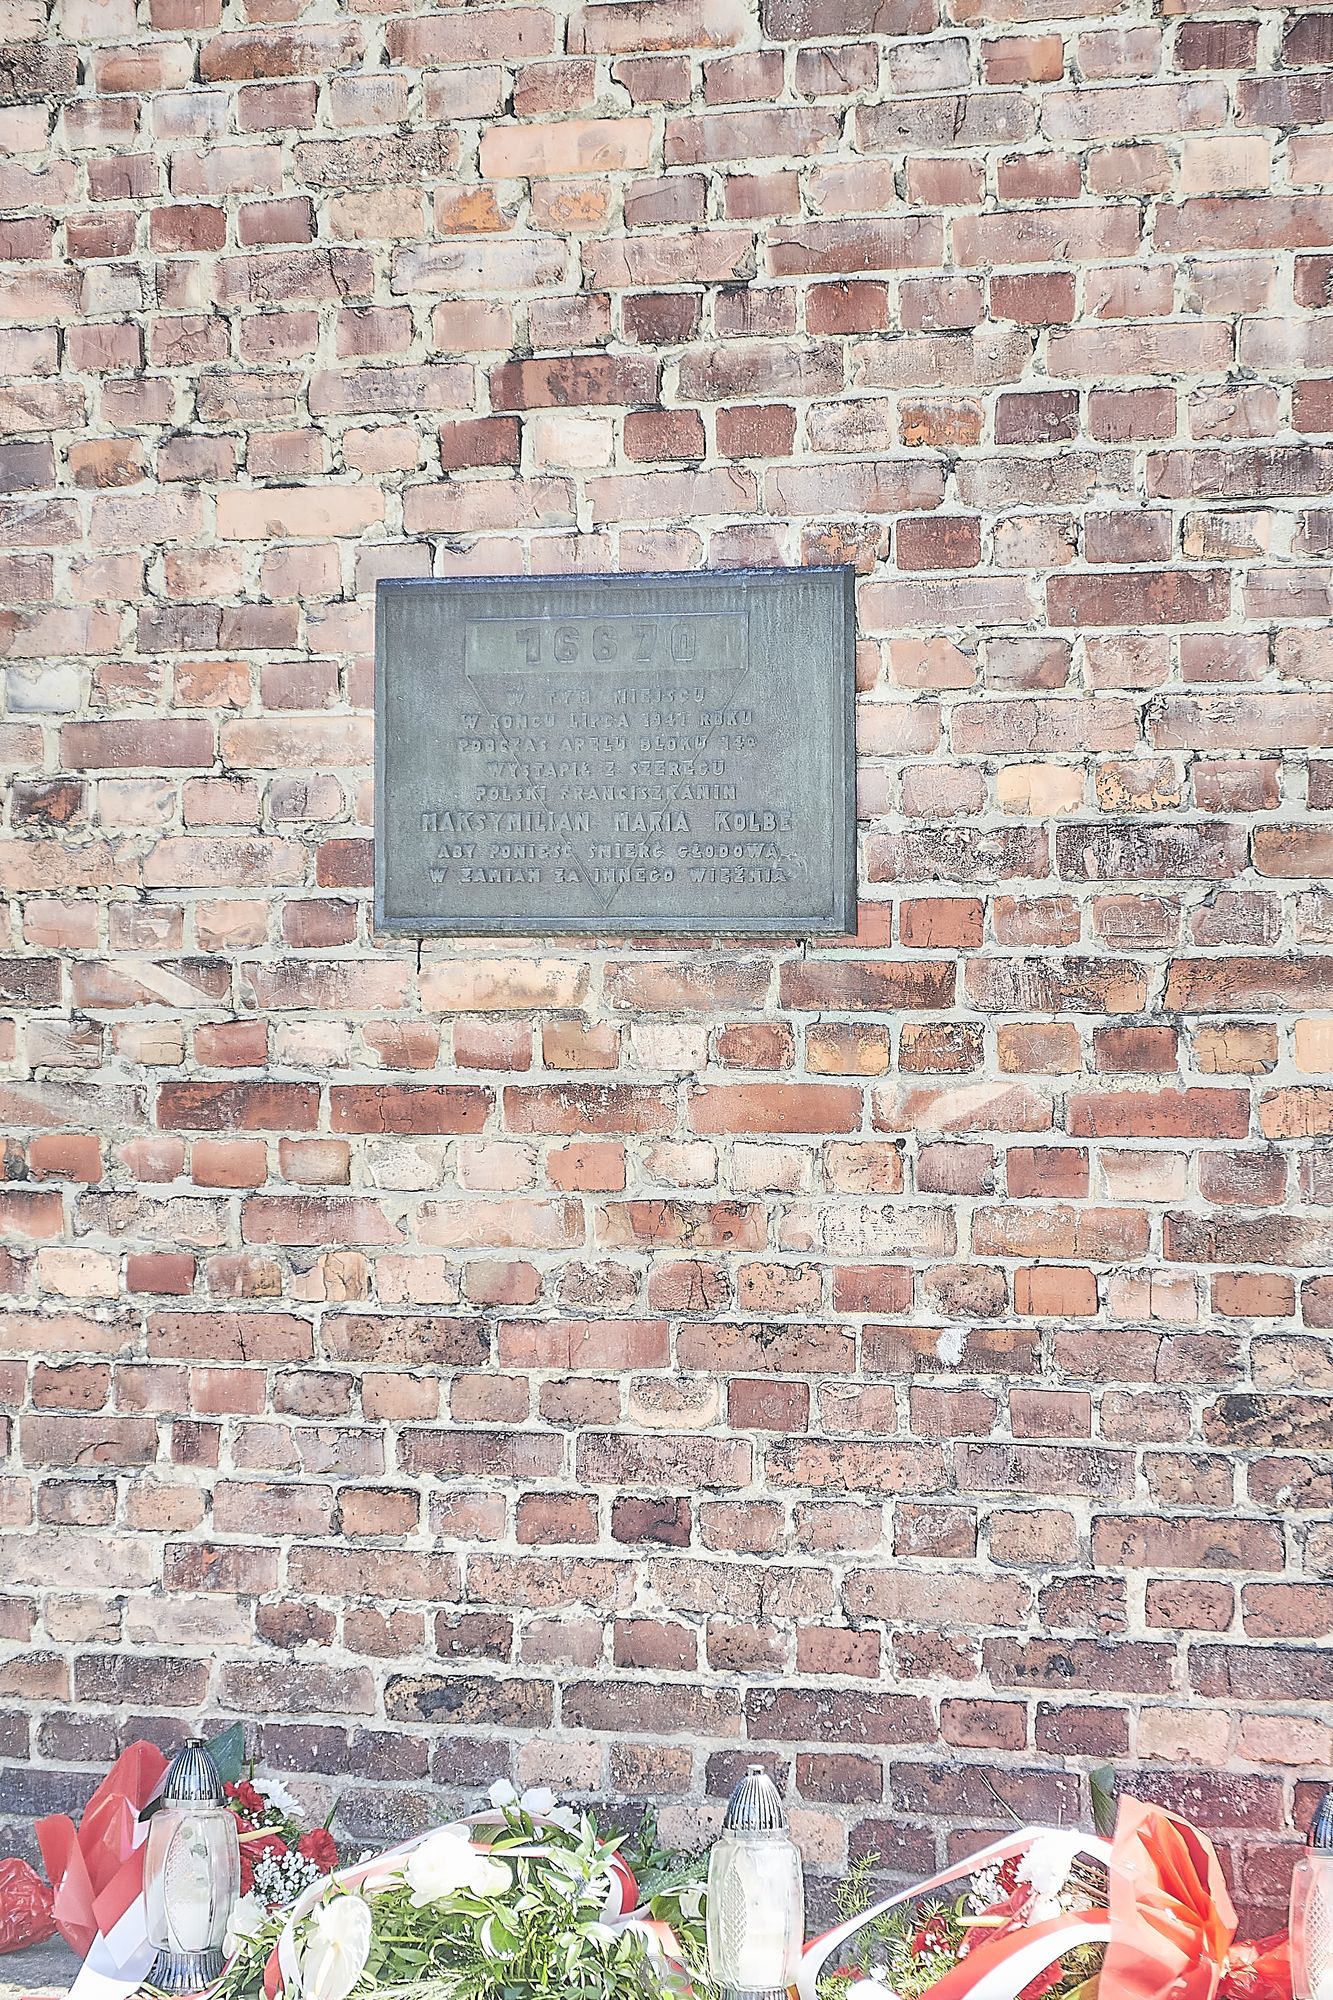 16670
W TYM MIEJSCU
W KOŃCU LIPCA 1941 ROKU
PODCZAS APELU BLOKU 14ᵃ
WYSTĄPIŁ Z SZEREGU
POLSKI FRANCISZKANIN
MAKSYMILIAN MARIA KOLBE
ABY PONIEŚĆ ŚMIERĆ GŁODOWĄ
W ZAMIAN ZA INNEGO WIĘŹNIA